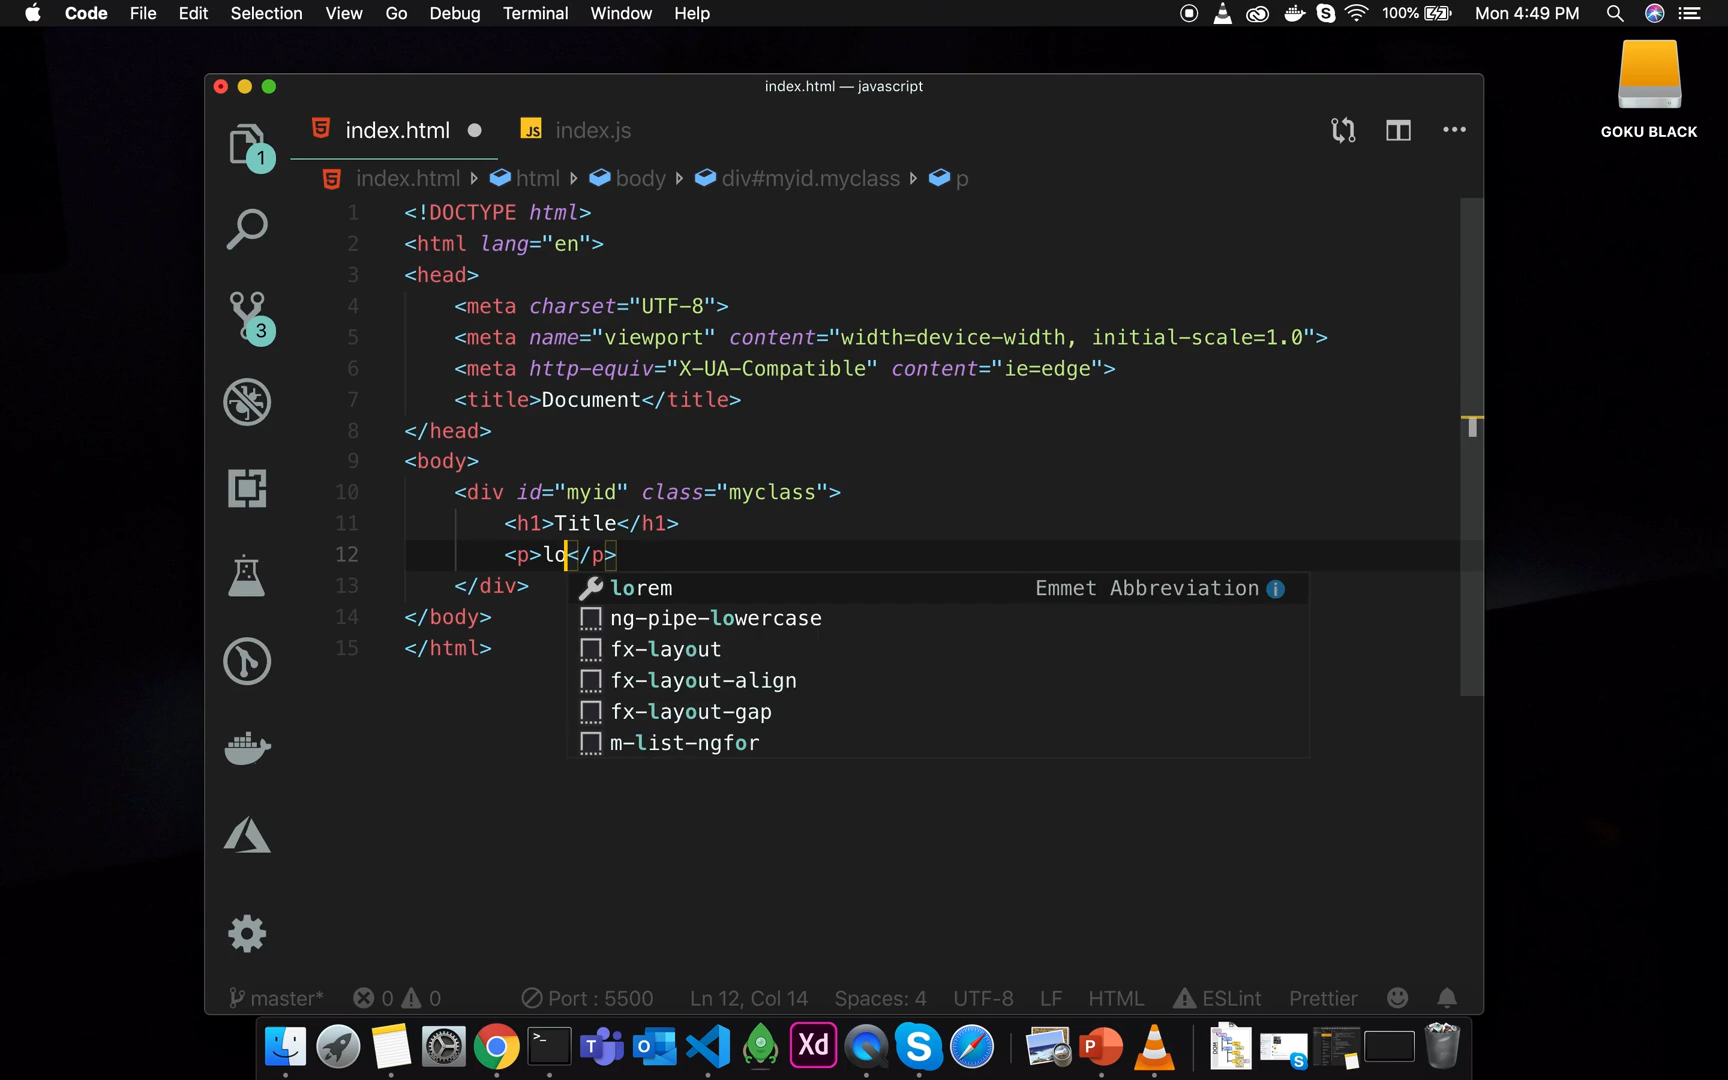 Code File Edit Selection View Go Debug Terminal Window Help 100% Mon 4:49 PM
GOKU BLACK
index.html — javascript
index.html JS index.js
1
index.html html body div#myid.myclass p
1 <!DOCTYPE html>
2 <html lang="en">
3 <head>
4 <meta charset="UTF-8">
5 <meta name="viewport" content="width=device-width, initial-scale=1.0">
6 <meta http-equiv="X-UA-Compatible" content="ie=edge">
7 <title>Document</title>
8 </head>
9 <body>
10 <div id="myid" class="myclass">
11 <h1>Title</h1>
12 <p>lo</p>
13 </div>
14 </body>
15 </html>
3
lorem Emmet Abbreviation
ng-pipe-lowercase
fx-layout
fx-layout-align
fx-layout-gap
m-list-ngfor
master* 0 0 Port : 5500 Ln 12, Col 14 Spaces: 4 UTF-8 LF HTML ESLint Prettier
Xd S P